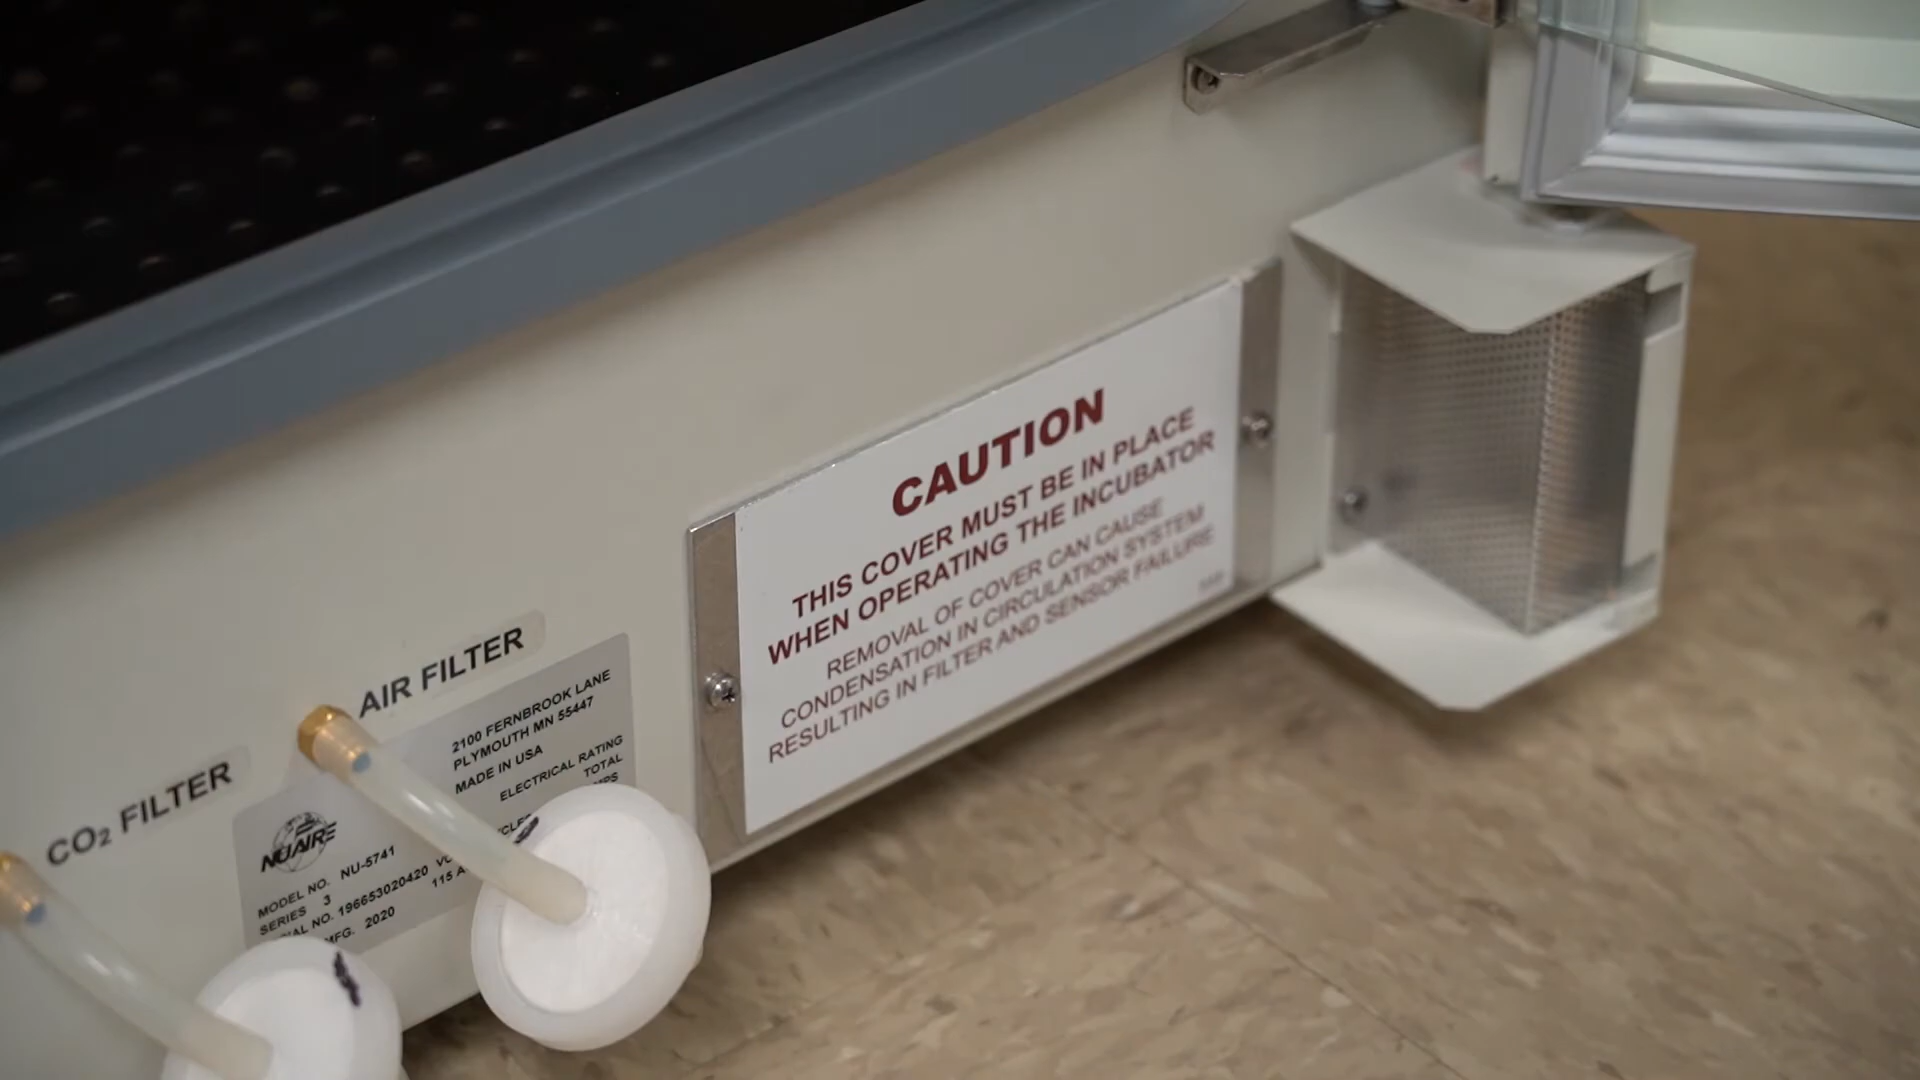 CAUTION
THIS COVER MUST BE IN PLACE
WHEN OPERATING THE INCUBATOR
REMOVAL OF COVER CAN CAUSE
CONDENSATION IN CIRCULATION SYSTEM
RESULTING IN FILTER AND SENSOR FAILURE
AIR FILTER
CO₂ FILTER
2100 FERNBROOK LANE
PLYMOUTH MN 55447
MADE IN USA
ELECTRICAL RATING
TOTAL
NUAIRE
MODEL NO. NU-5741
SERIES 3
NO. 196653020420
115
MFG. 2020